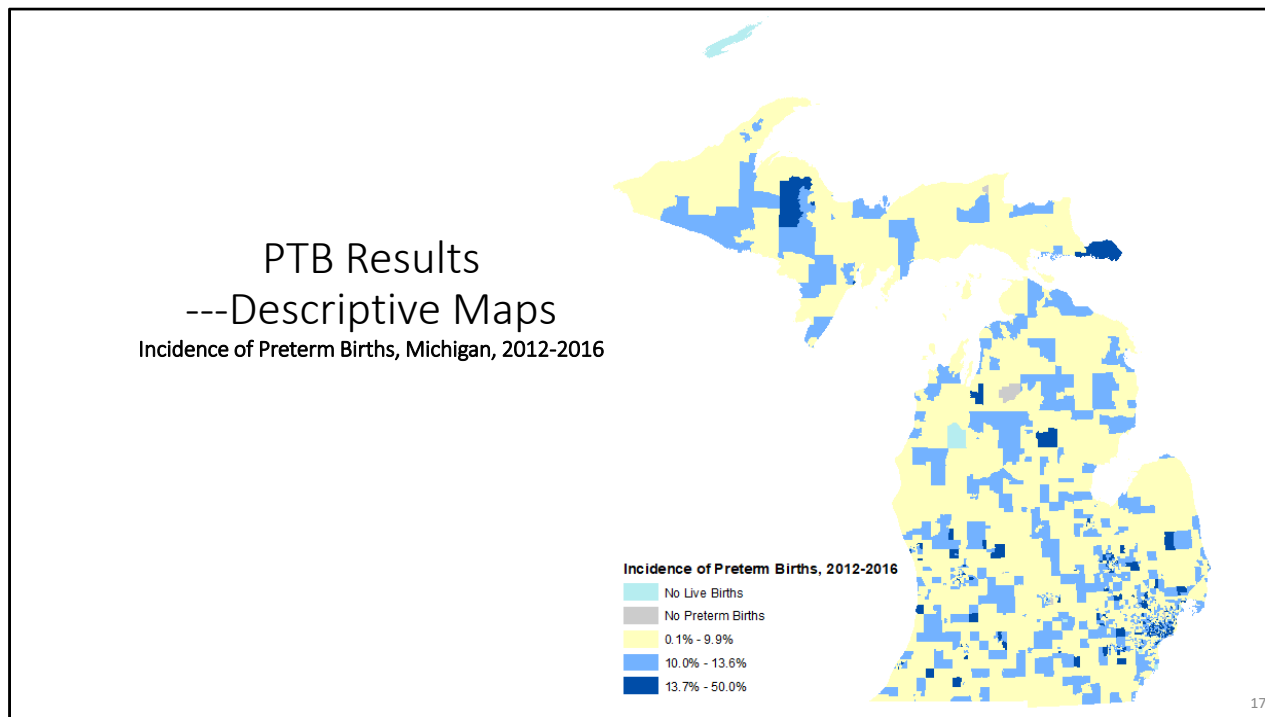 PTB Results
---Descriptive Maps
Incidence of Preterm Births, Michigan, 2012-2016
Incidence of Preterm Births, 2012-2016
No Live Births
No Preterm Births
0.1% - 9.9%
10.0% - 13.6%
13.7% - 50.0%
17